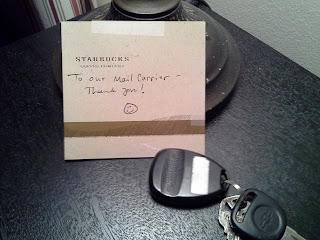 STARBUCKS
To our Mail Carrier -
Thank you!